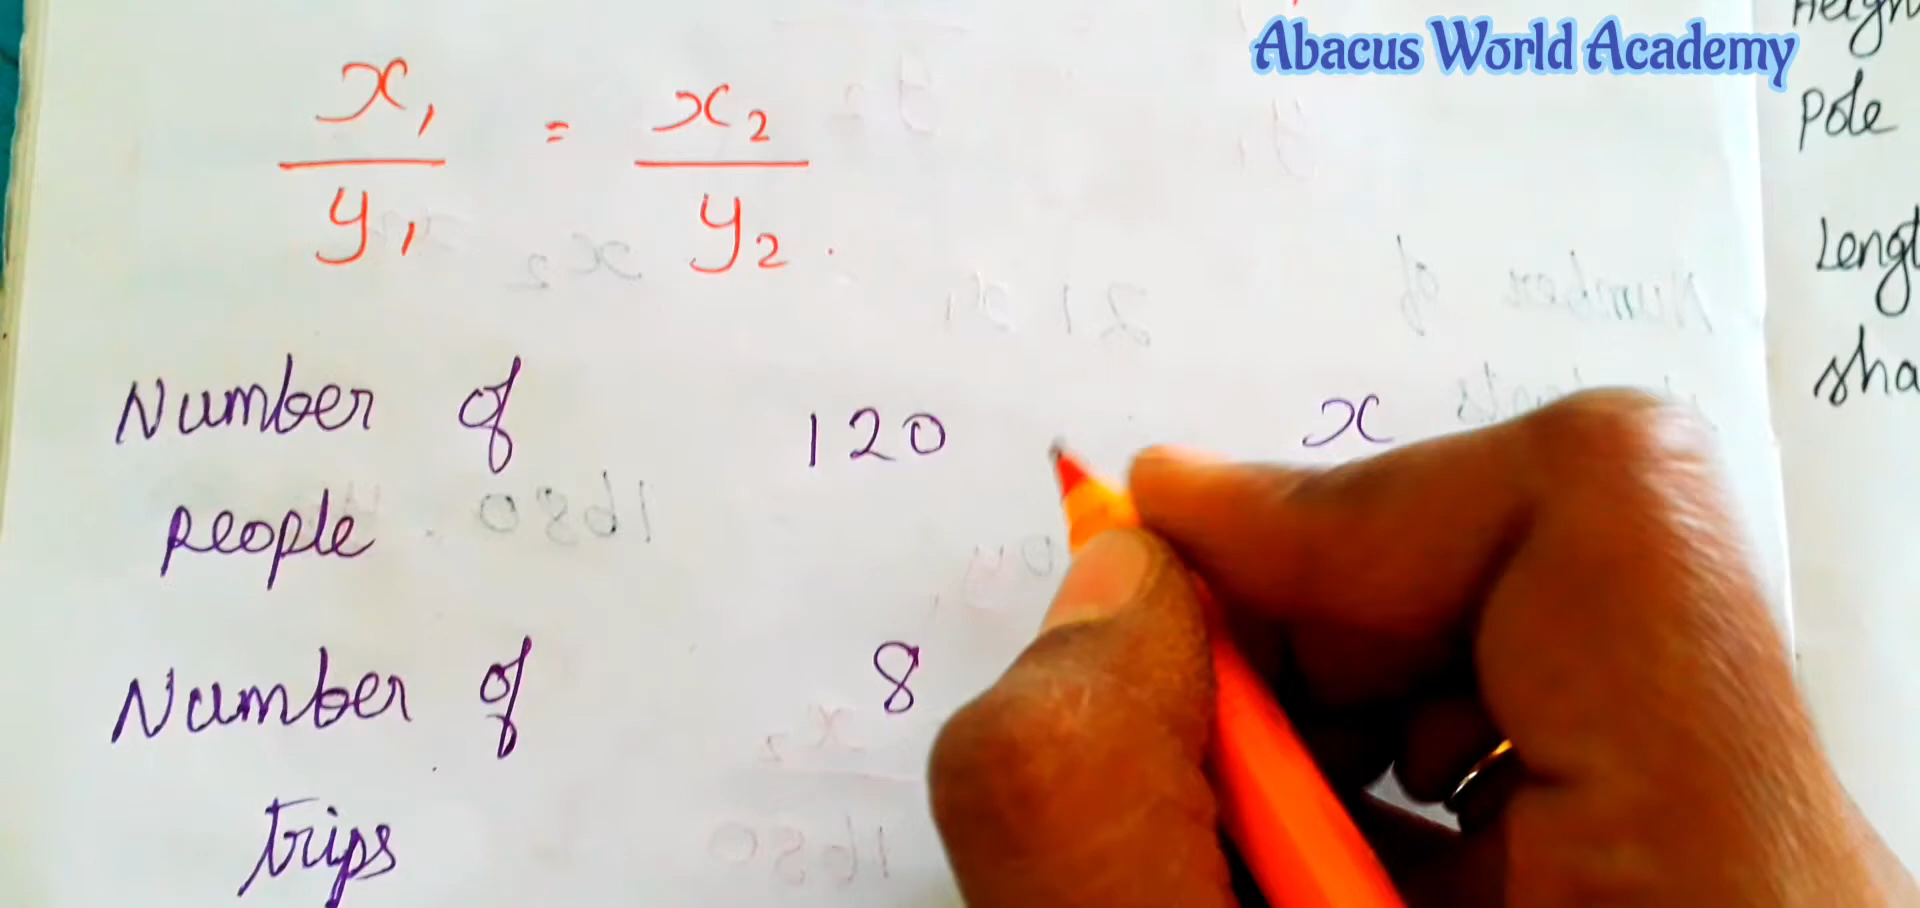 Abacus World Academy
x₁ = x₂
y₁ y₂
Number of 120 x
people
Number of 8
trips
Pole